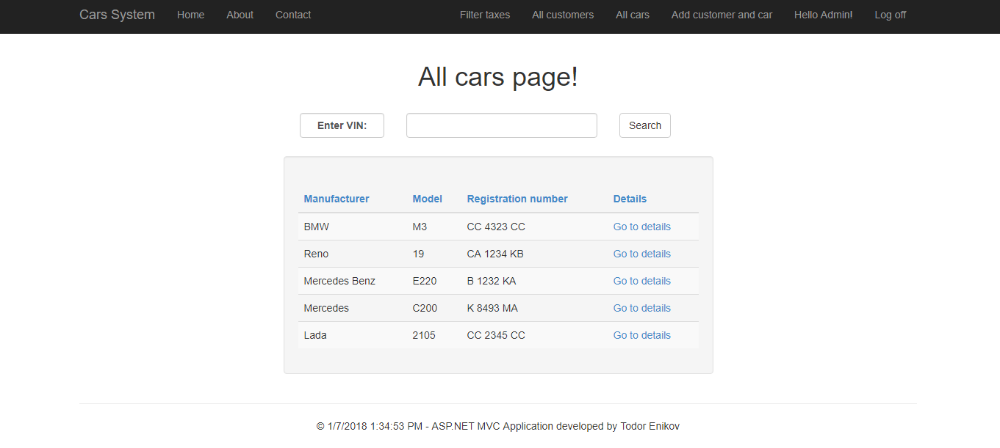 Cars System Home About Contact Filter taxes All customers All cars Add customer and car Hello Admin! Log off
All cars page!
Enter VIN: Search
Manufacturer Model Registration number Details
BMW M3 CC 4323 CC Go to details
Reno 19 CA 1234 KB Go to details
Mercedes Benz E220 B 1232 KA Go to details
Mercedes C200 K 8493 MA Go to details
Lada 2105 CC 2345 CC Go to details
© 1/7/2018 1:34:53 PM - ASP.NET MVC Application developed by Todor Enikov